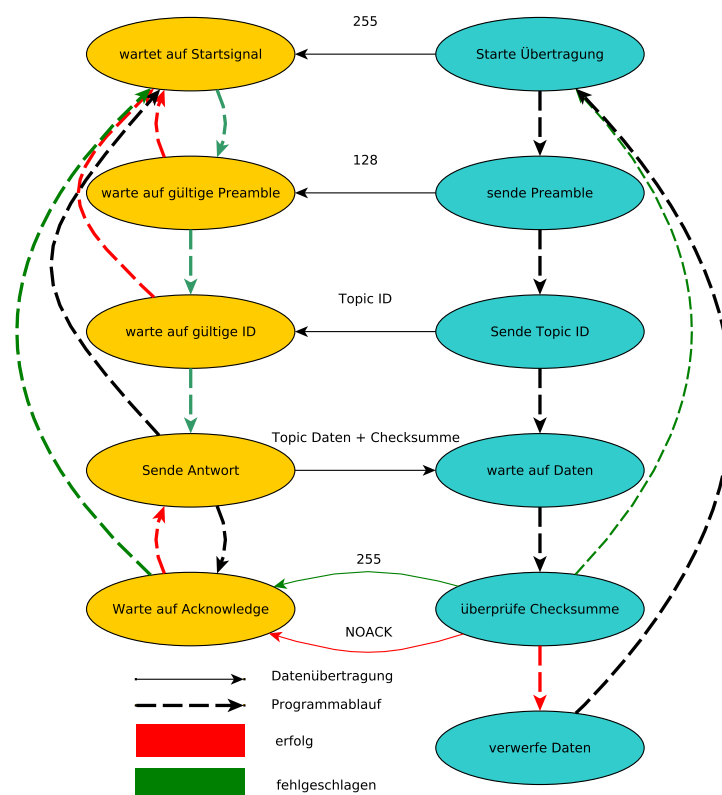 255
wartet auf Startsignal
Starte Übertragung
128
warte auf gültige Preamble
sende Preamble
Topic ID
warte auf gültige ID
Sende Topic ID
Topic Daten + Checksumme
Sende Antwort
warte auf Daten
255
Warte auf Acknowledge
überprüfe Checksumme
NOACK
Datenübertragung
Programmablauf
erfolg
verwerfe Daten
fehlgeschlagen